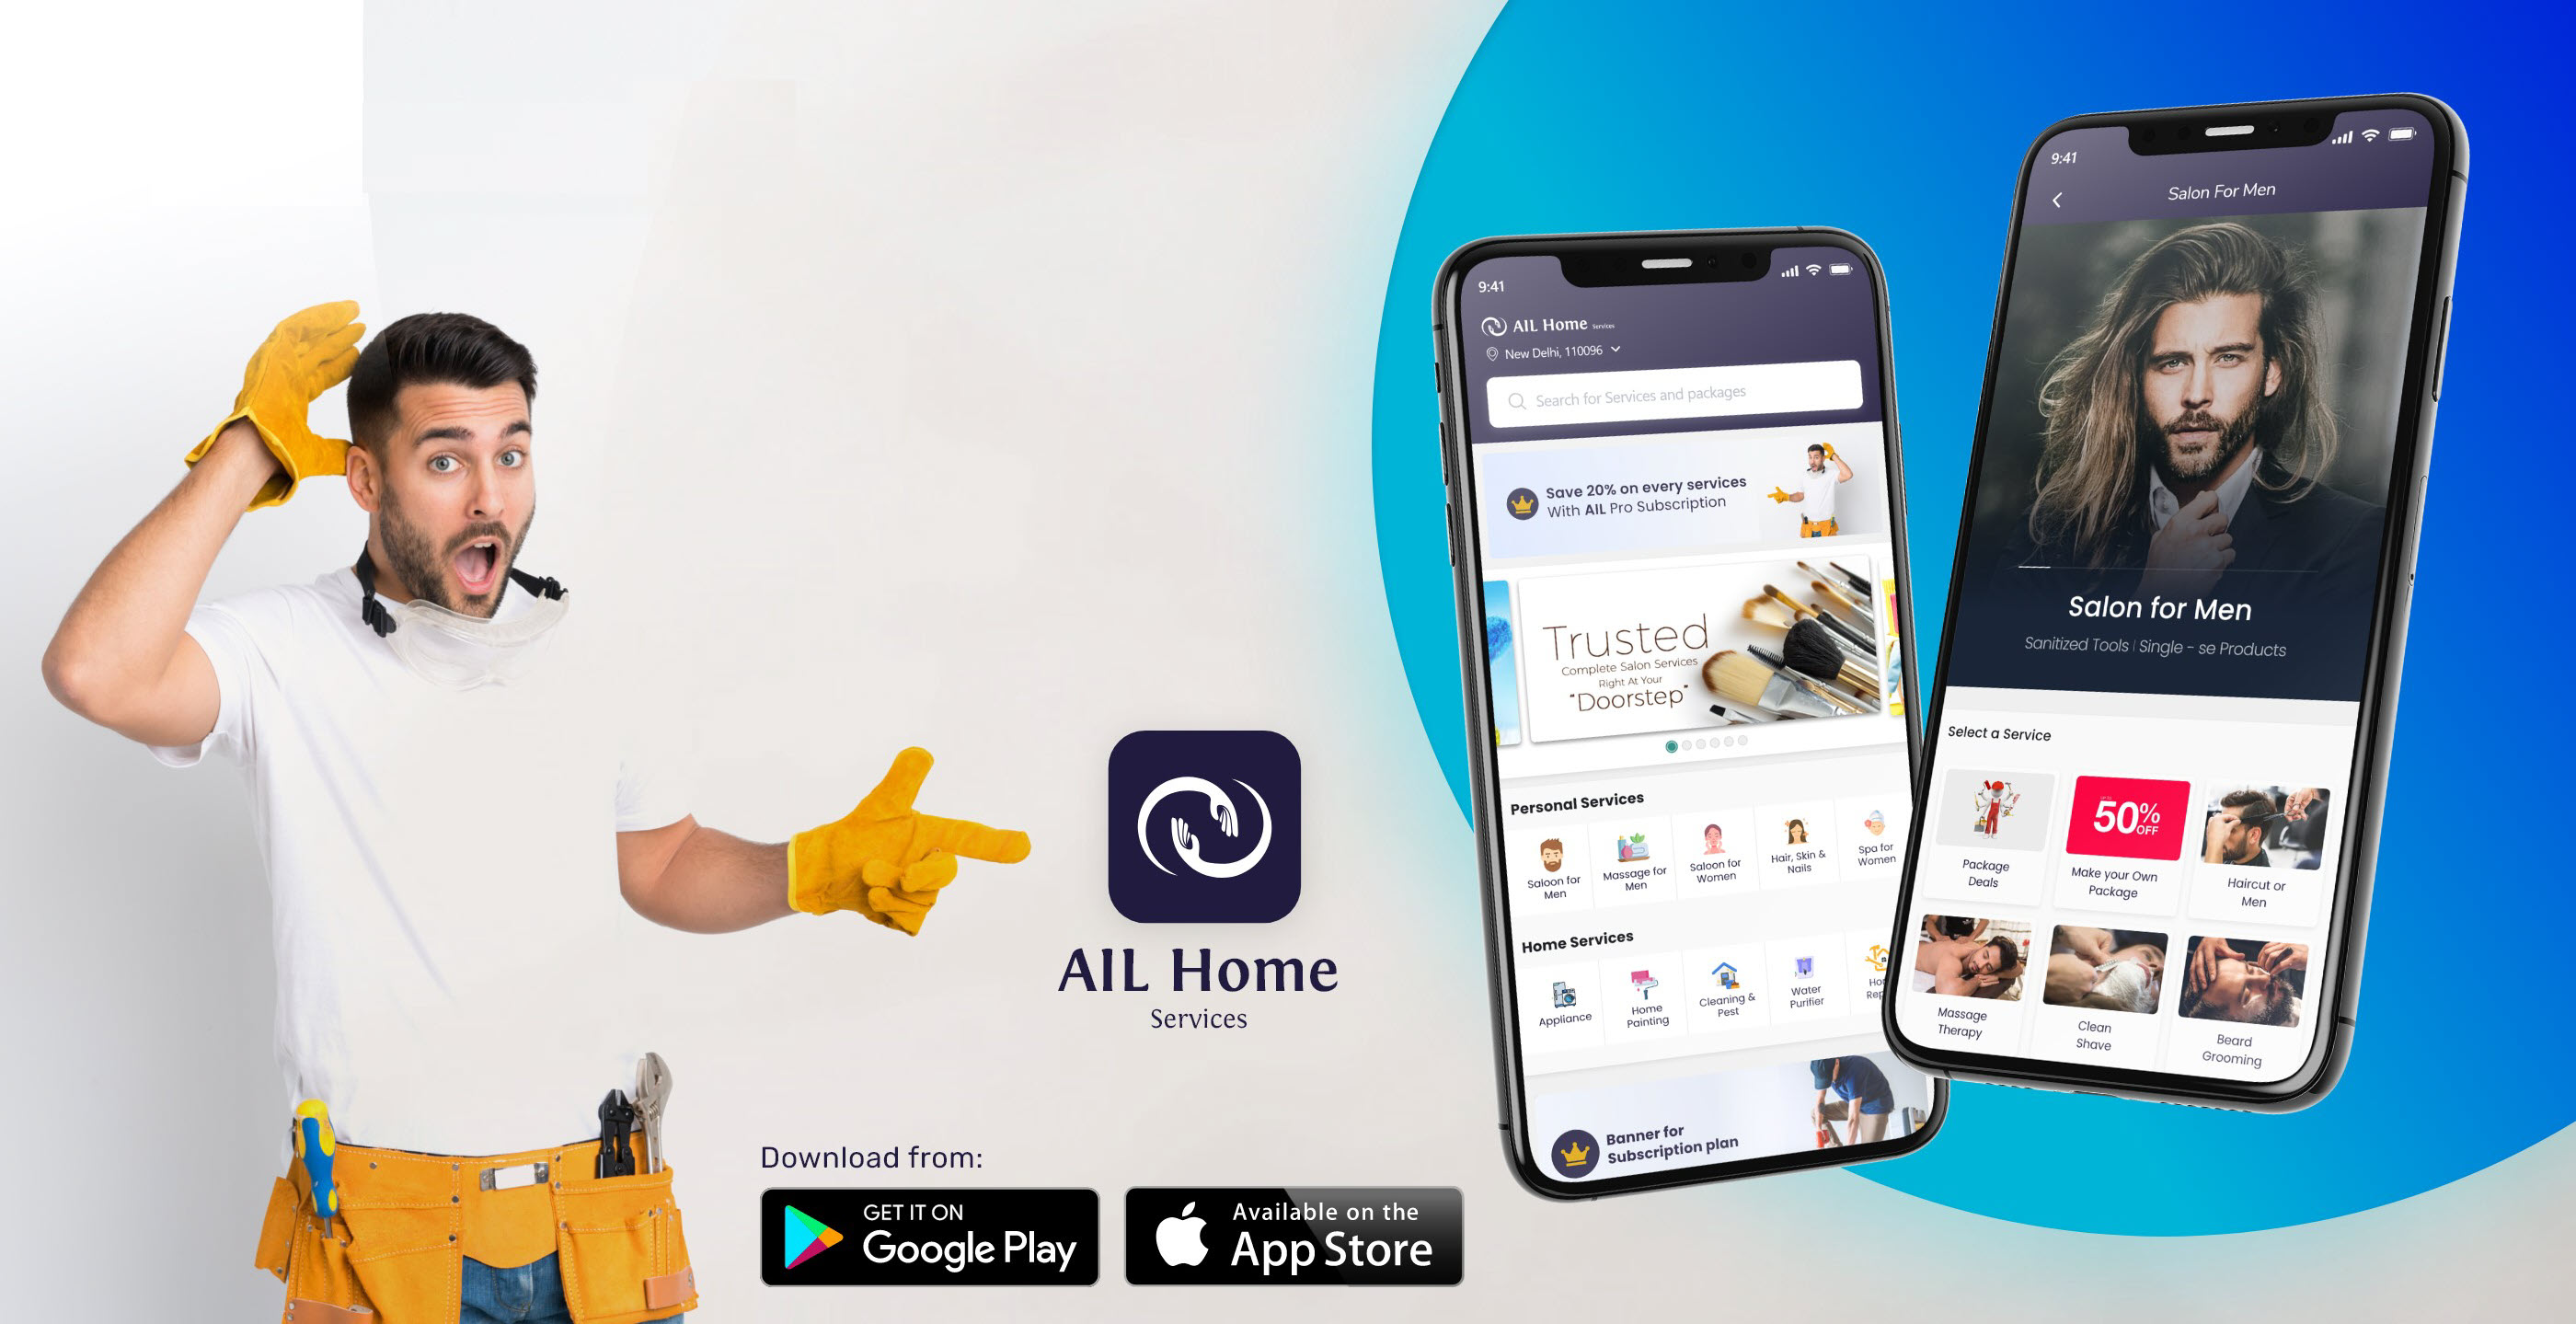 AIL Home
Services
Download from:
GET IT ON
Google Play
Available on the
App Store
9:41
AIL Home Services
New Delhi, 110096
Search for Services and packages
Save 20% on every services
With AIL Pro Subscription
Trusted
Complete Salon Services
Right At Your
"Doorstep"
Personal Services
Saloon for
Men
Massage for
Men
Saloon for
Women
Hair, Skin &
Nails
Spa for
Women
Home Services
Appliance
Home
Painting
Cleaning &
Pest
Water
Purifier
Banner for
Subscription plan
9:41
Salon For Men
Salon for Men
Sanitized Tools | Single - se Products
Select a Service
Package
Deals
50%
OFF
Make your Own
Package
Haircut or
Men
Massage
Therapy
Clean
Shave
Beard
Grooming